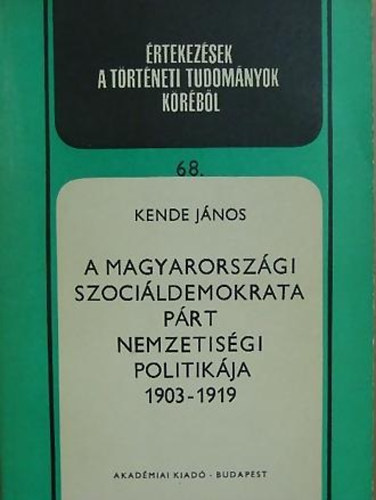 ÉRTEKEZÉSEK
A TÖRTÉNETI TUDOMÁNYOK
KÖRÉBŐL
68.
KENDE JÁNOS
A MAGYARORSZÁGI
SZOCIÁLDEMOKRATA
PÁRT
NEMZETISÉGI
POLITIKÁJA
1903-1919
AKADÉMIAI KIADÓ · BUDAPEST